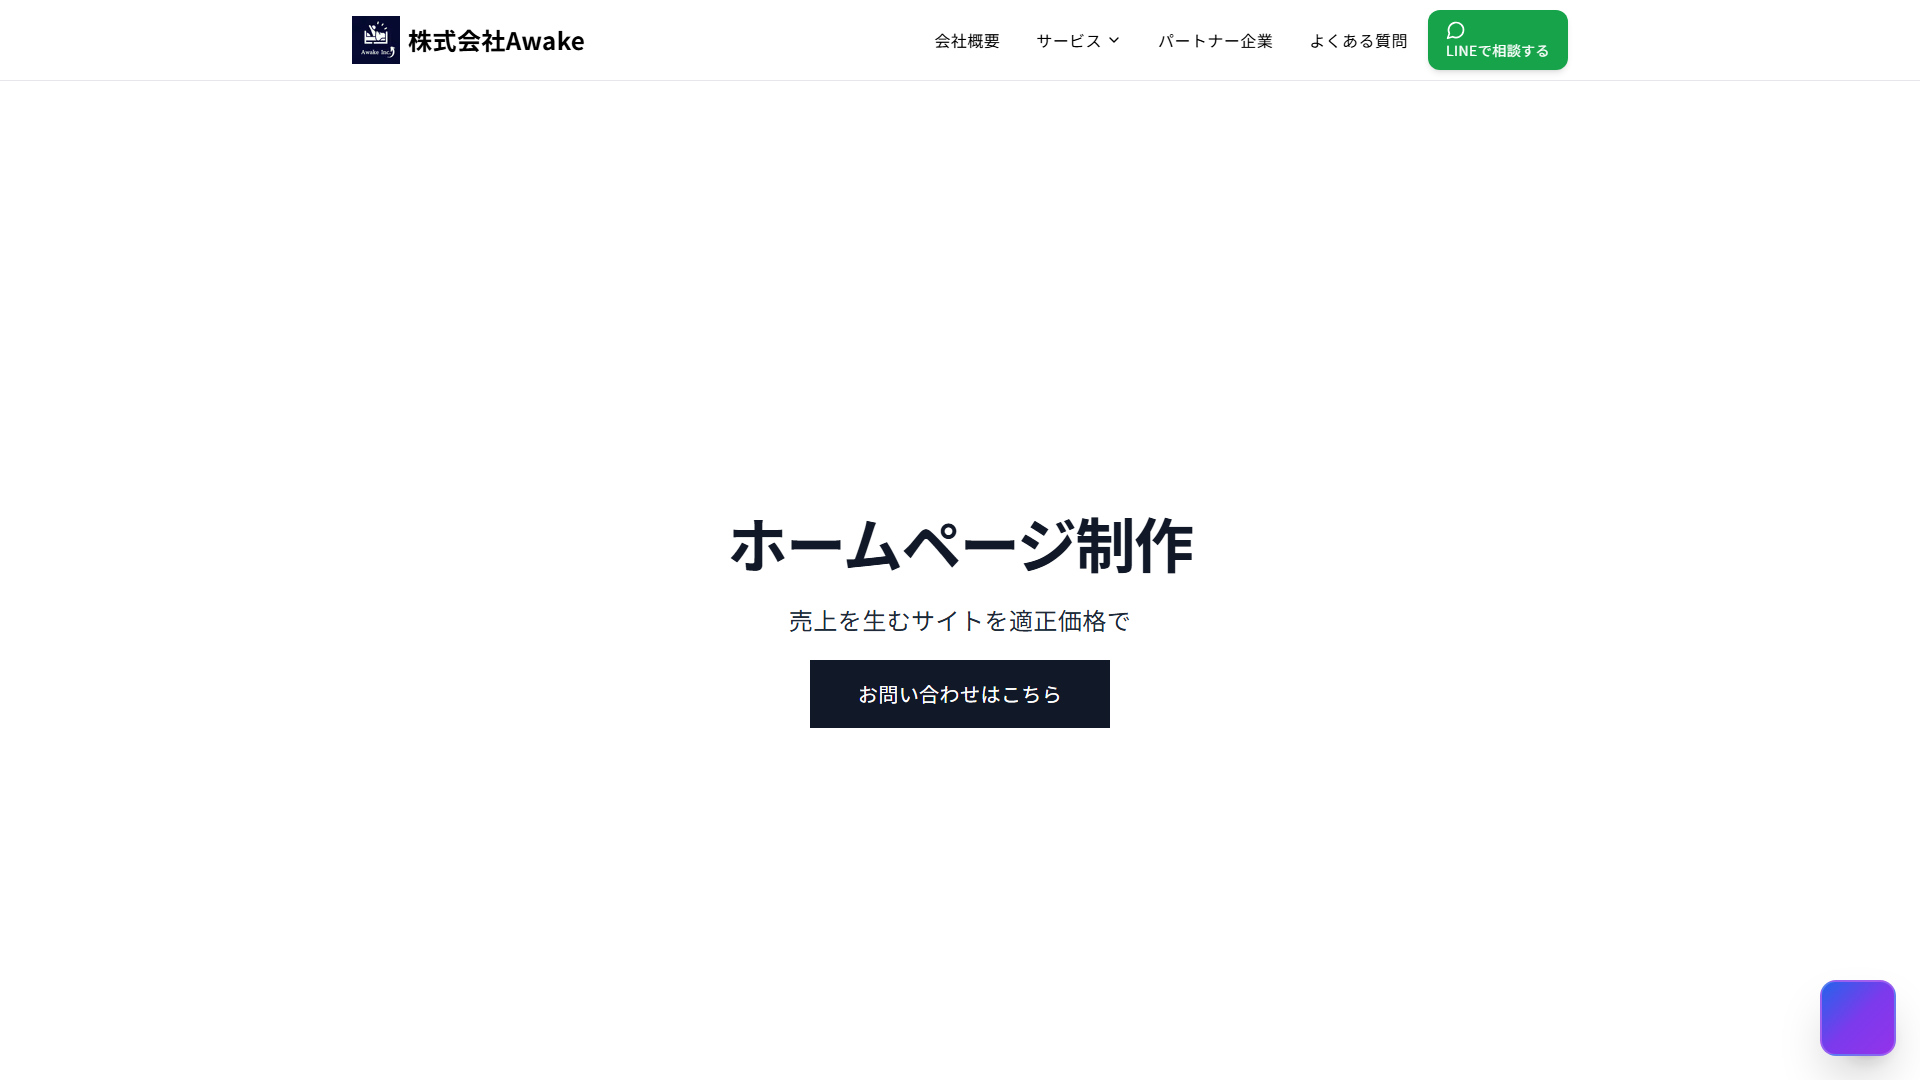 Awake Inc.
株式会社Awake
会社概要
サービス
パートナー企業
よくある質問
LINEで相談する
ホームページ制作
売上を生むサイトを適正価格で
お問い合わせはこちら